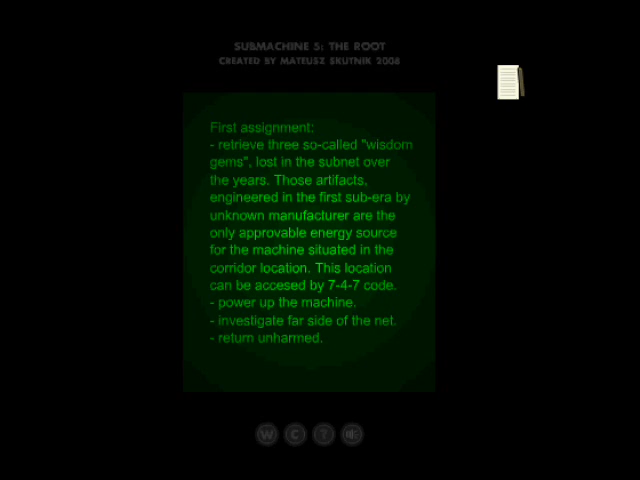 SUBMACHINE 5: THE ROOT
CREATED BY MATEUSZ SKUTNIK 2008
First assignment:
- retrieve three so-called "wisdom
gems", lost in the subnet over
the years. Those artifacts,
engineered in the first sub-era by
unknown manufacturer are the
only approvable energy source
for the machine situated in the
corridor location. This location
can be accesed by 7-4-7 code.
- power up the machine.
- investigate far side of the net.
- return unharmed.
W C ?